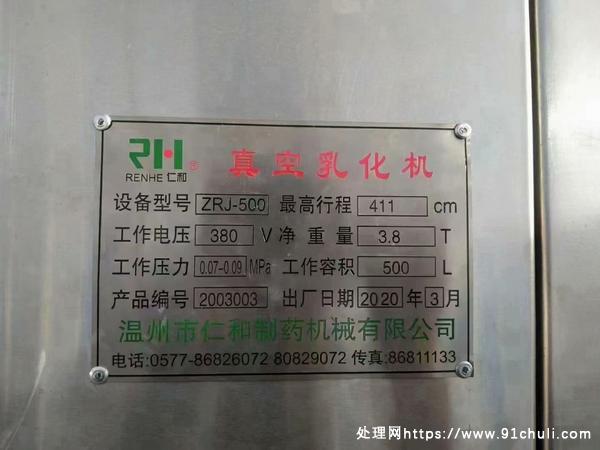 RH®
RENHE 仁和
真空乳化机
设备型号 ZRJ-500 最高行程 411 cm
工作电压 380 V 净重量 3.8 T
工作压力 0.07-0.09 MPa 工作容积 500 L
产品编号 2003003 出厂日期 2020 年 3 月
温州市仁和制药机械有限公司
电话:0577-86826072 80829072 传真:86811133
处理网https://www.91chuli.com/